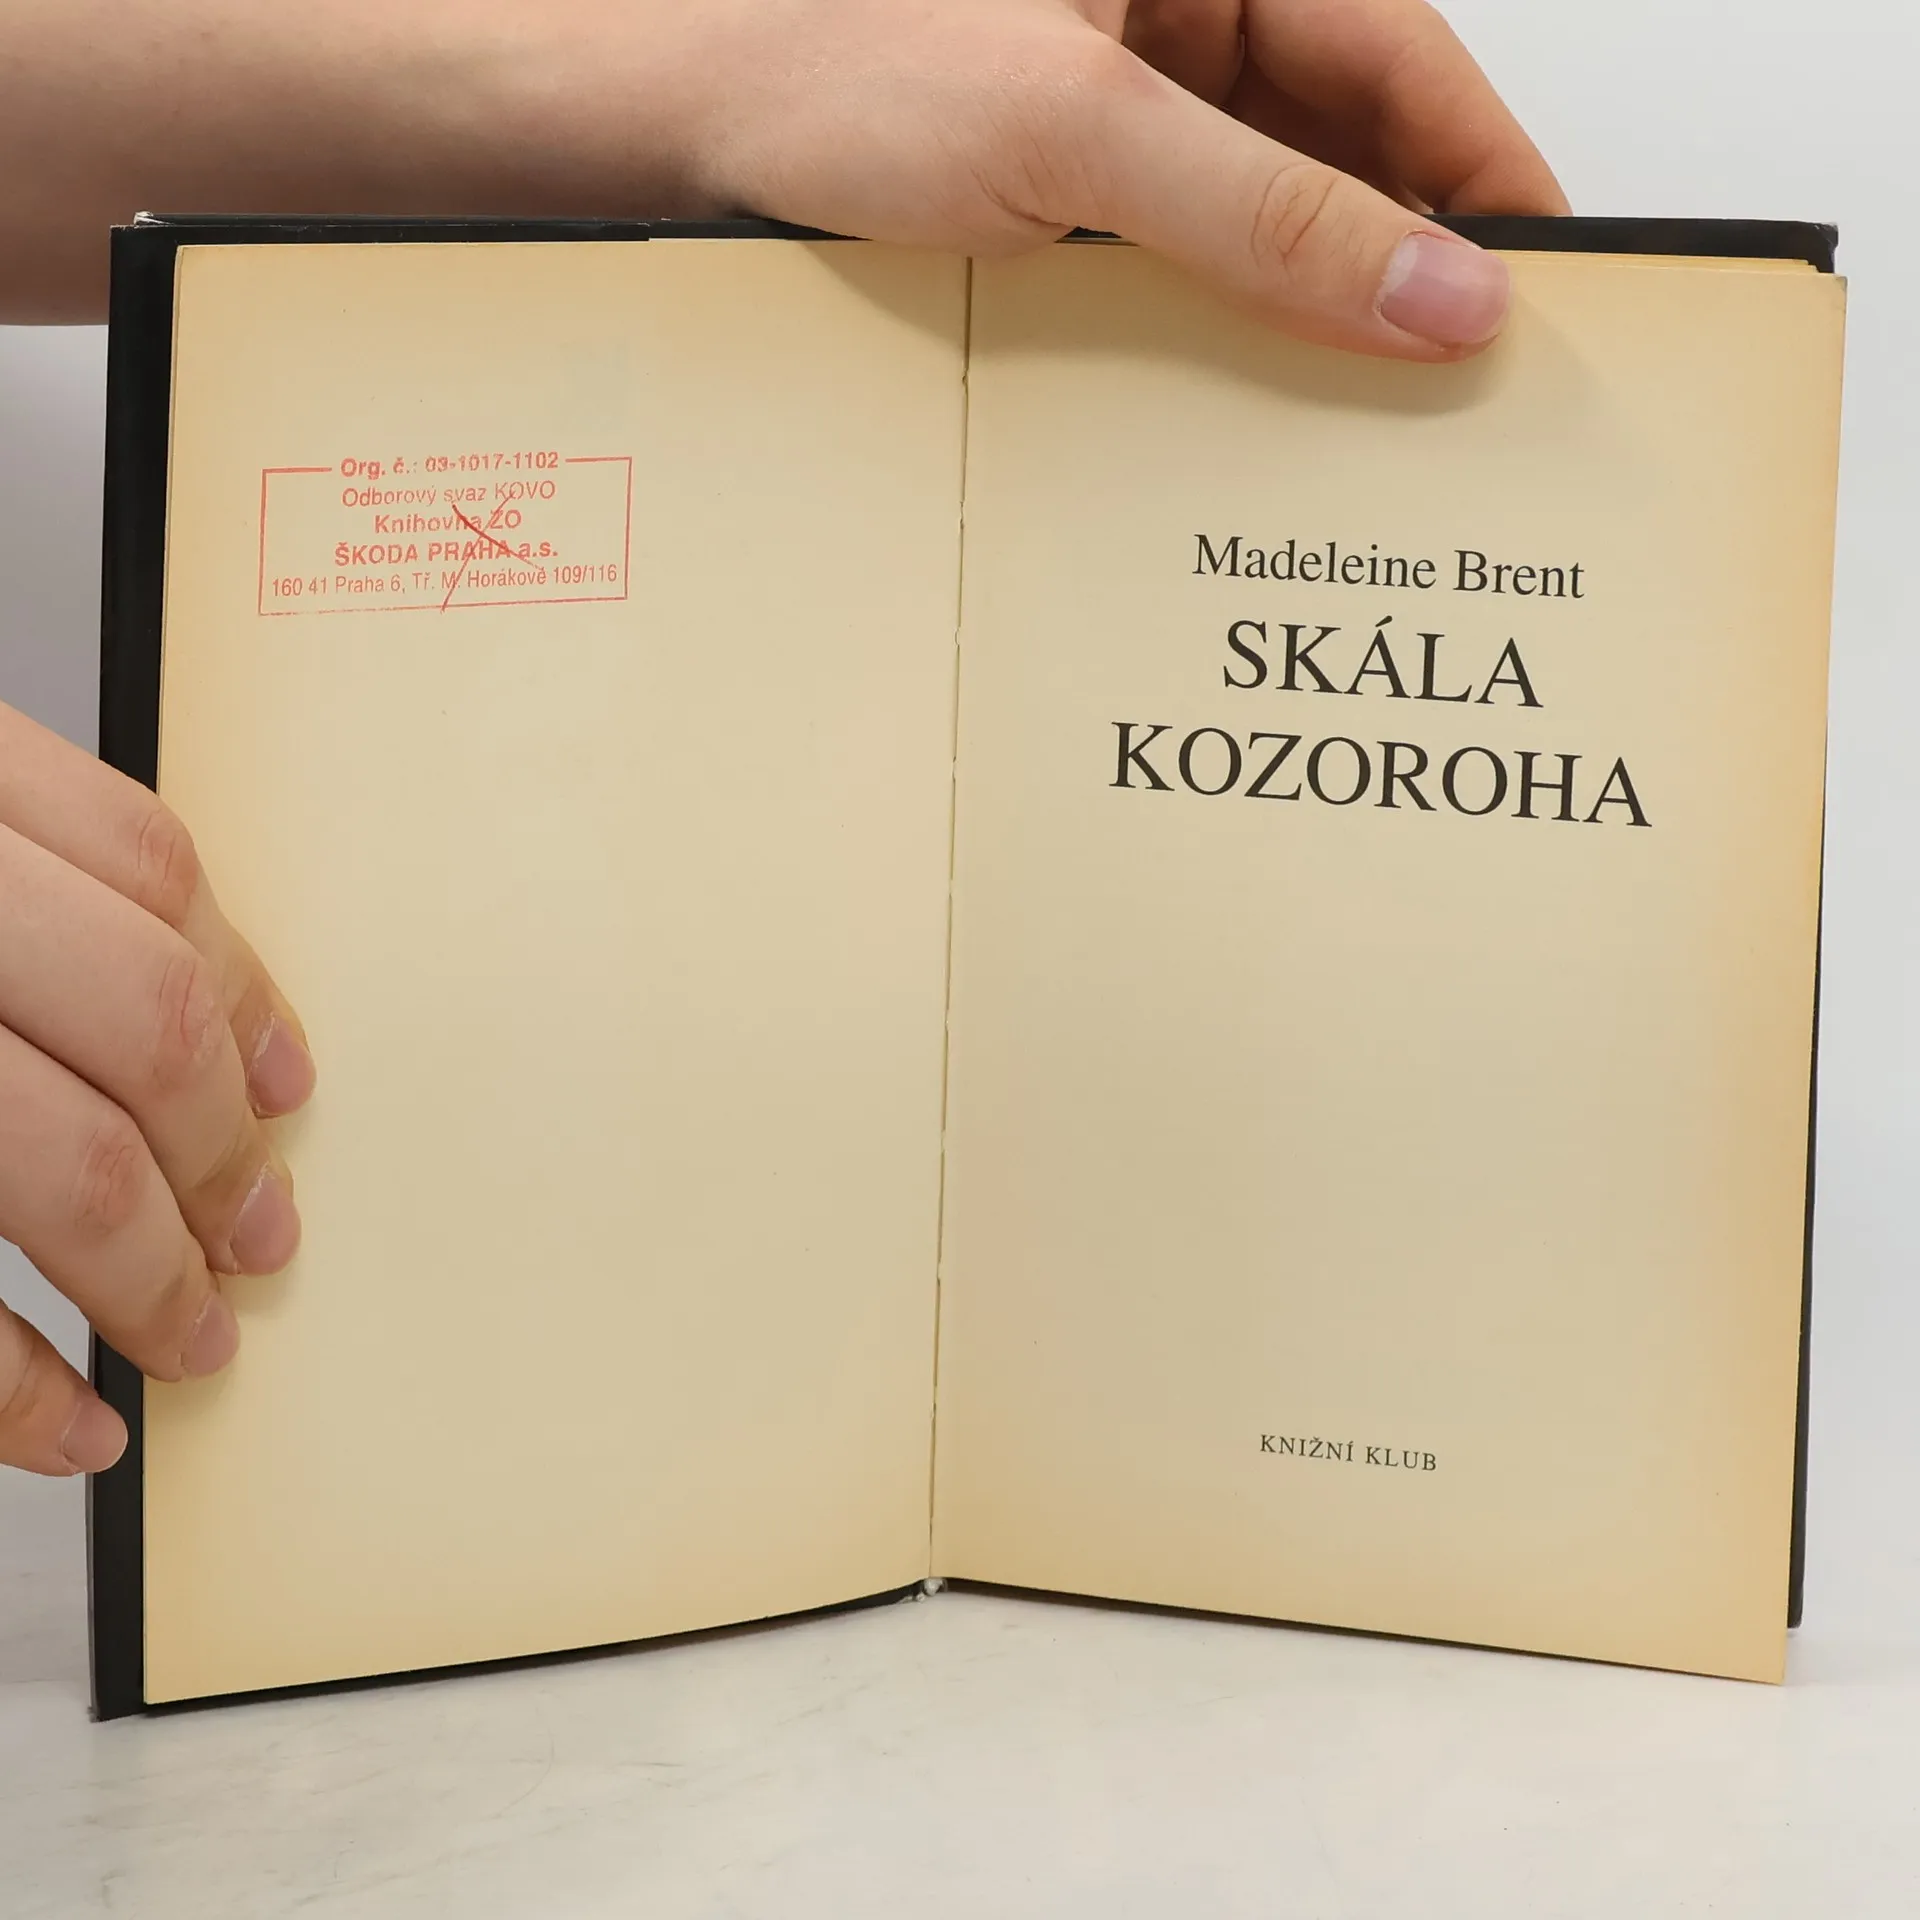 Org. č.: 03-1017-1102
Odborový svaz KOVO
Knihovna ZO
ŠKODA PRAHA a.s.
160 41 Praha 6, Tř. M. Horákové 109/116
Madeleine Brent
SKÁLA
KOZOROHA
KNIŽNÍ KLUB